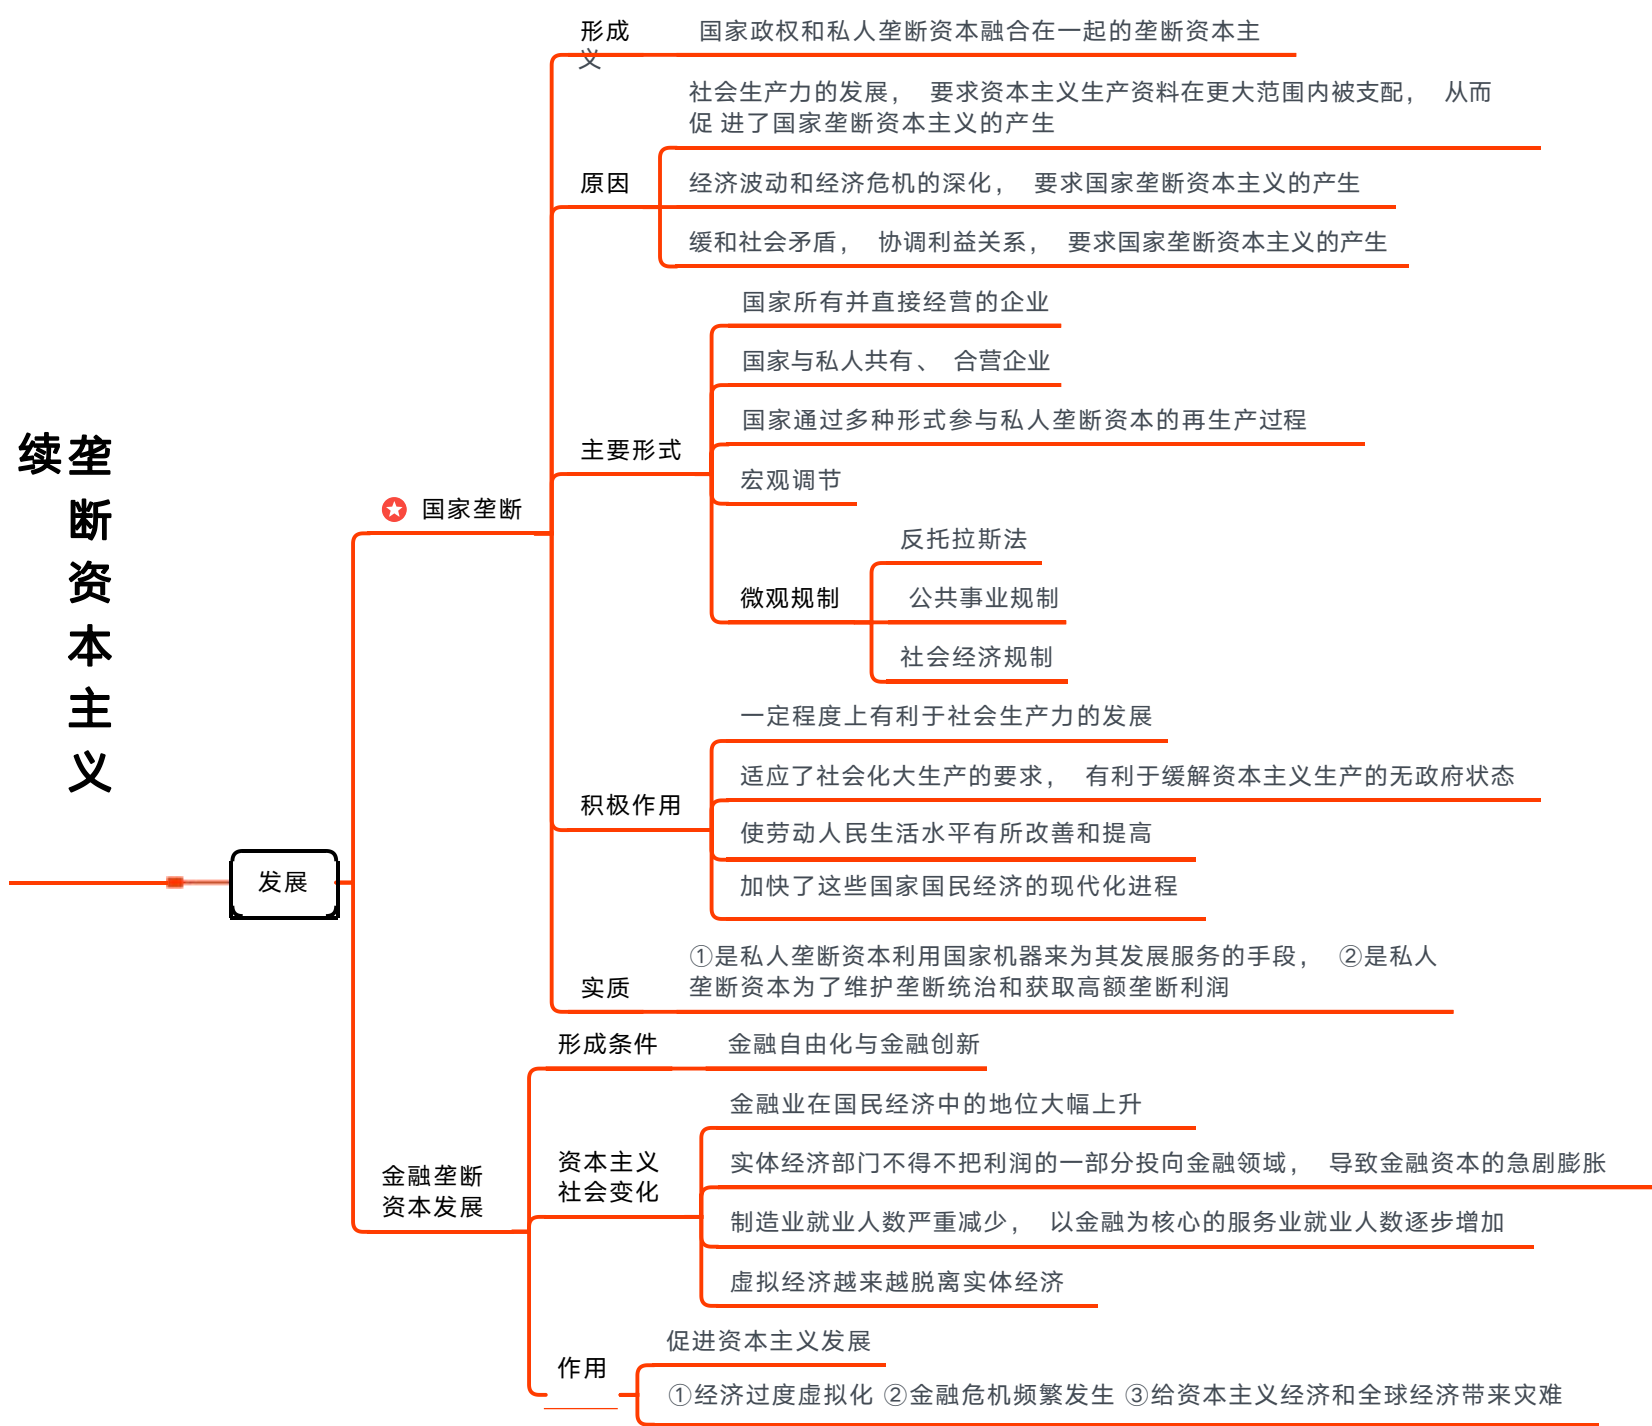 续
垄断资本主义
发展
国家垄断
形成 国家政权和私人垄断资本融合在一起的垄断资本主
义
原因
社会生产力的发展， 要求资本主义生产资料在更大范围内被支配， 从而
促 进了国家垄断资本主义的产生
经济波动和经济危机的深化， 要求国家垄断资本主义的产生
缓和社会矛盾， 协调利益关系， 要求国家垄断资本主义的产生
主要形式
国家所有并直接经营的企业
国家与私人共有、 合营企业
国家通过多种形式参与私人垄断资本的再生产过程
宏观调节
微观规制
反托拉斯法
公共事业规制
社会经济规制
积极作用
一定程度上有利于社会生产力的发展
适应了社会化大生产的要求， 有利于缓解资本主义生产的无政府状态
使劳动人民生活水平有所改善和提高
加快了这些国家国民经济的现代化进程
实质
①是私人垄断资本利用国家机器来为其发展服务的手段， ②是私人
垄断资本为了维护垄断统治和获取高额垄断利润
金融垄断
资本发展
形成条件 金融自由化与金融创新
资本主义
社会变化
金融业在国民经济中的地位大幅上升
实体经济部门不得不把利润的一部分投向金融领域， 导致金融资本的急剧膨胀
制造业就业人数严重减少， 以金融为核心的服务业就业人数逐步增加
虚拟经济越来越脱离实体经济
作用
促进资本主义发展
①经济过度虚拟化 ②金融危机频繁发生 ③给资本主义经济和全球经济带来灾难